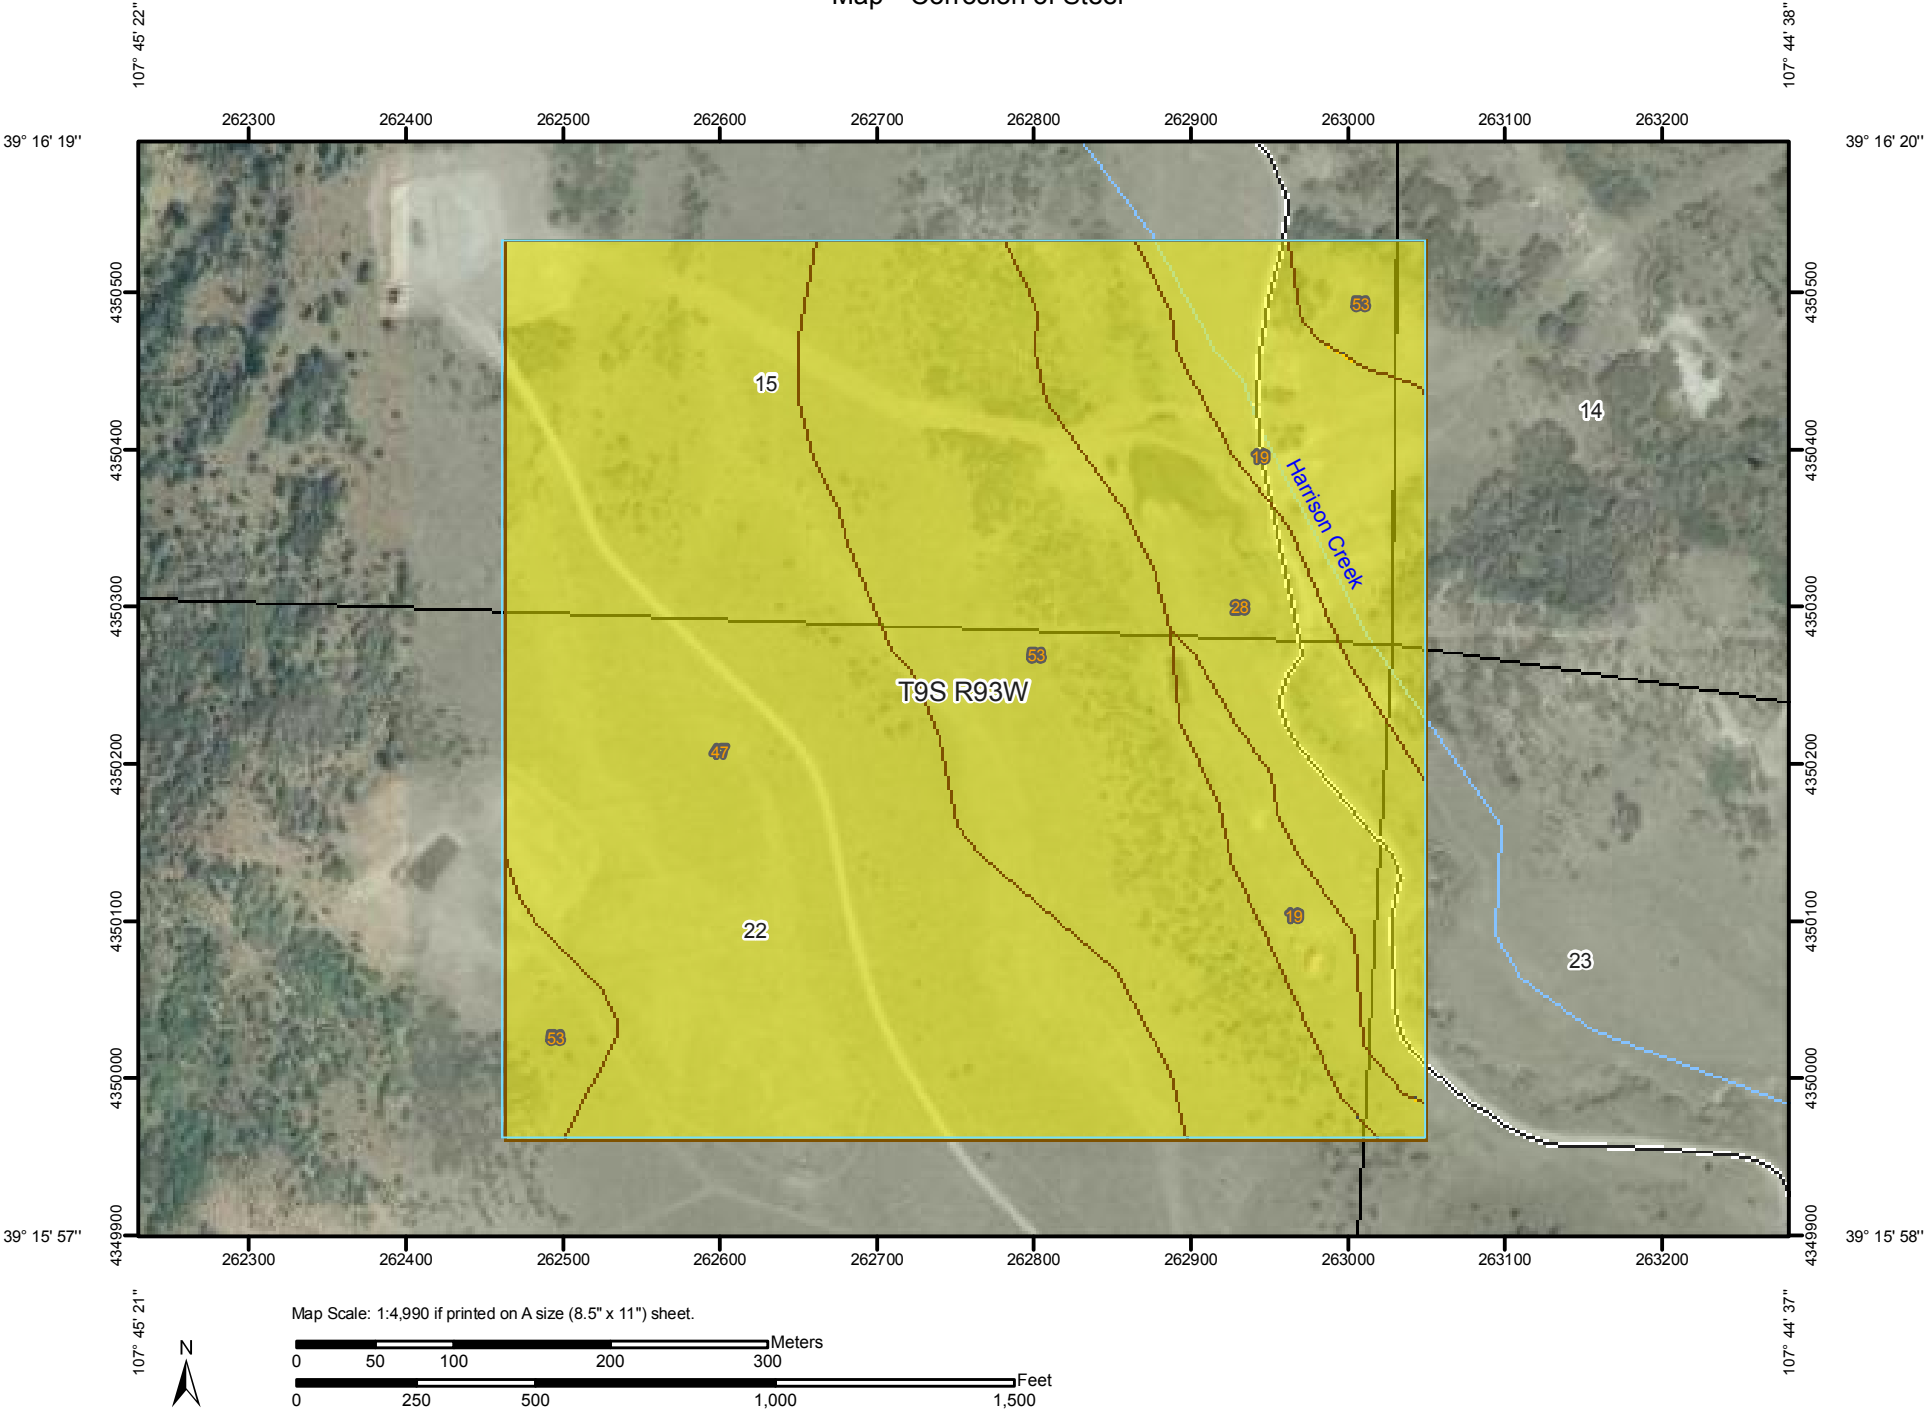 Map—Corrosion of Steel
107° 45' 22"
107° 44' 38"
262300 262400 262500 262600 262700 262800 262900 263000 263100 263200
39° 16' 19"
39° 16' 20"
4350500
4350500
53
15
14
4350400
4350400
19
Harrison Creek
4350300
4350300
28
53
T9S R93W
47
4350200
4350200
19
22
4350100
4350100
23
53
4350000
4350000
4349900
4349900
39° 15' 57"
39° 15' 58"
262300 262400 262500 262600 262700 262800 262900 263000 263100 263200
107° 45' 21"
107° 44' 37"
Map Scale: 1:4,990 if printed on A size (8.5" x 11") sheet.
N
Meters
0 50 100 200 300
Feet
0 250 500 1,000 1,500